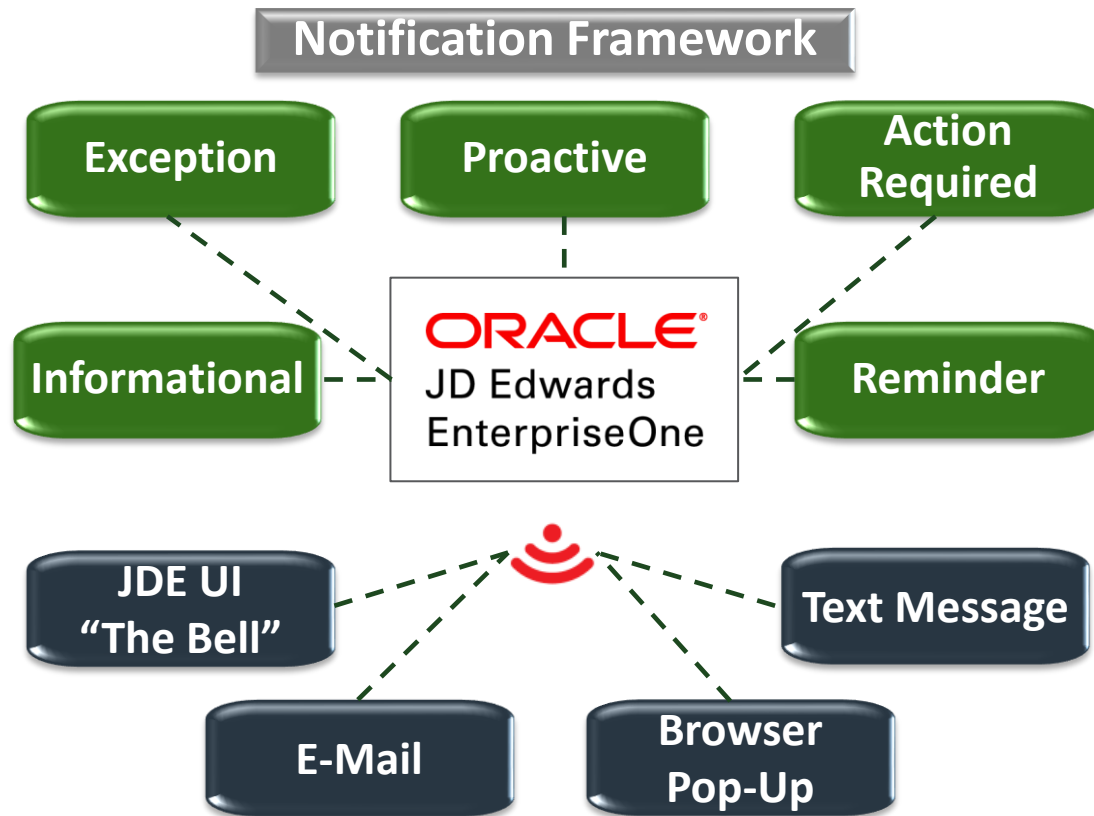 Notification Framework
Exception
Proactive
Action
Required
Informational
ORACLE®
JD Edwards
EnterpriseOne
Reminder
JDE UI
“The Bell”
Text Message
E-Mail
Browser
Pop-Up